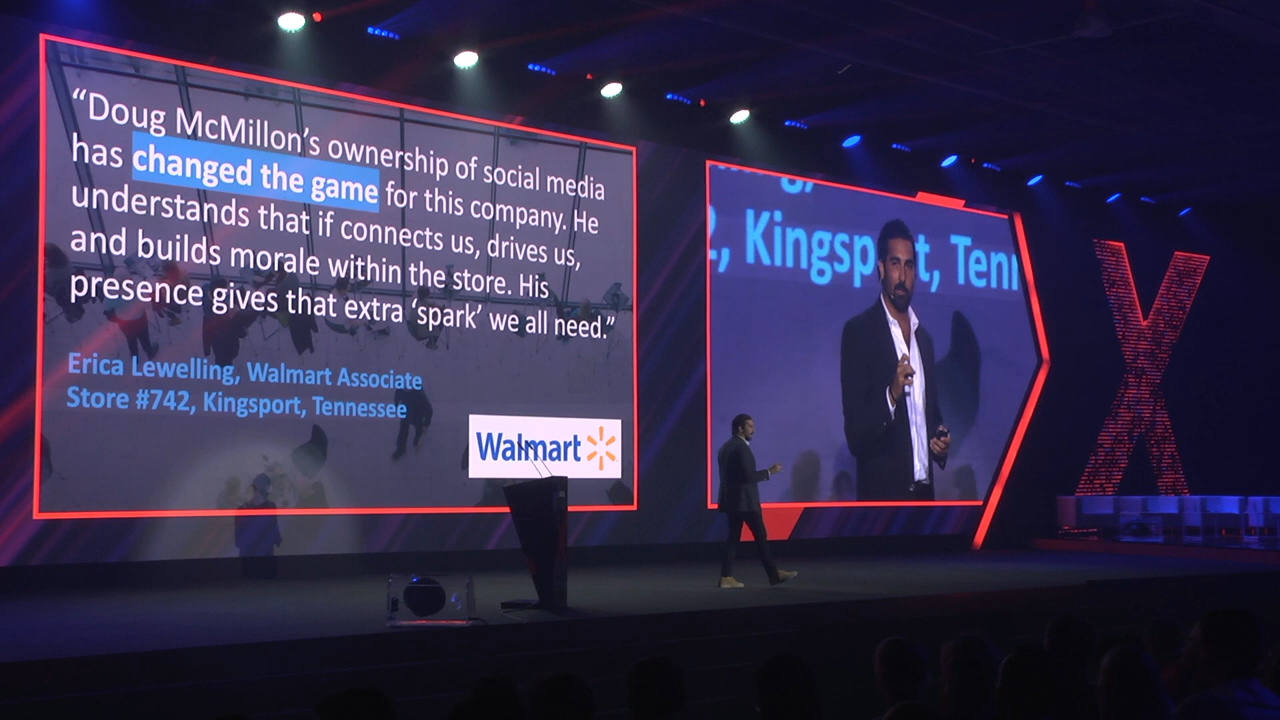 “Doug McMillon’s ownership of social media
has changed the game for this company. He
understands that if connects us, drives us,
and builds morale within the store. His
presence gives that extra ‘spark’ we all need.”
Erica Lewelling, Walmart Associate
Store #742, Kingsport, Tennessee
Walmart
2, Kingsp t, Tenn
X